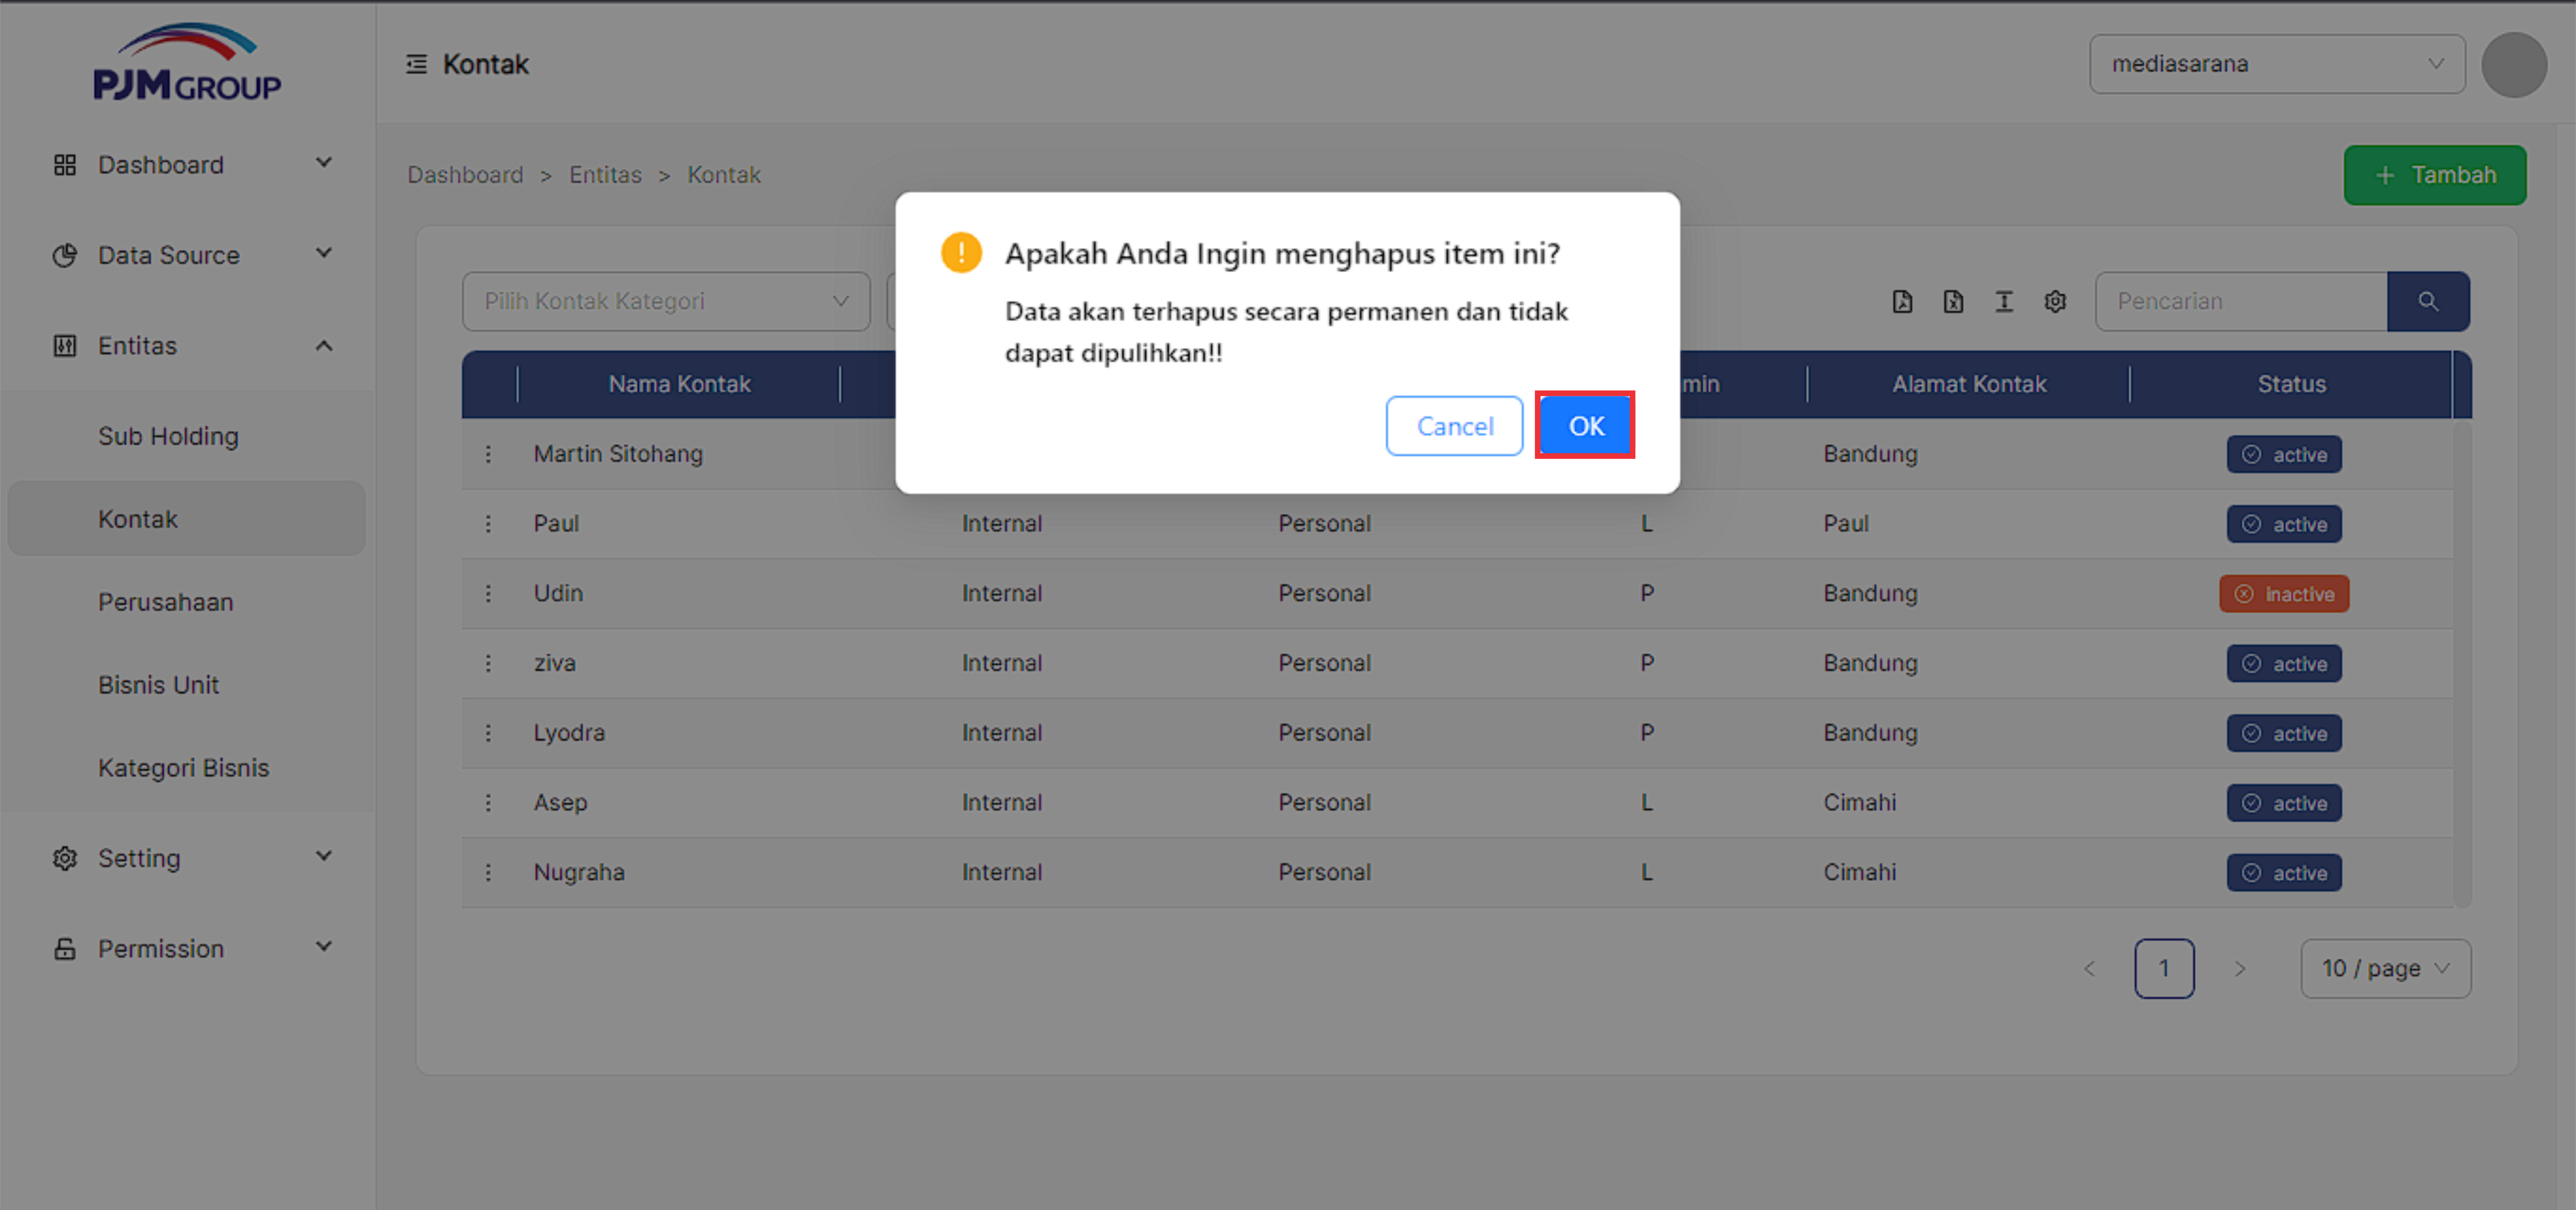 PJM GROUP
Kontak
mediasarana
Dashboard
Data Source
Entitas
Sub Holding
Kontak
Perusahaan
Bisnis Unit
Kategori Bisnis
Setting
Permission
Dashboard > Entitas > Kontak
+ Tambah
Apakah Anda Ingin menghapus item ini?
Data akan terhapus secara permanen dan tidak
dapat dipulihkan!!
Cancel OK
Pilih Kontak Kategori
Pencarian
Nama Kontak min Alamat Kontak Status
Martin Sitohang Bandung active
Paul Internal Personal L Paul active
Udin Internal Personal P Bandung inactive
ziva Internal Personal P Bandung active
Lyodra Internal Personal P Bandung active
Asep Internal Personal L Cimahi active
Nugraha Internal Personal L Cimahi active
< 1 > 10 / page